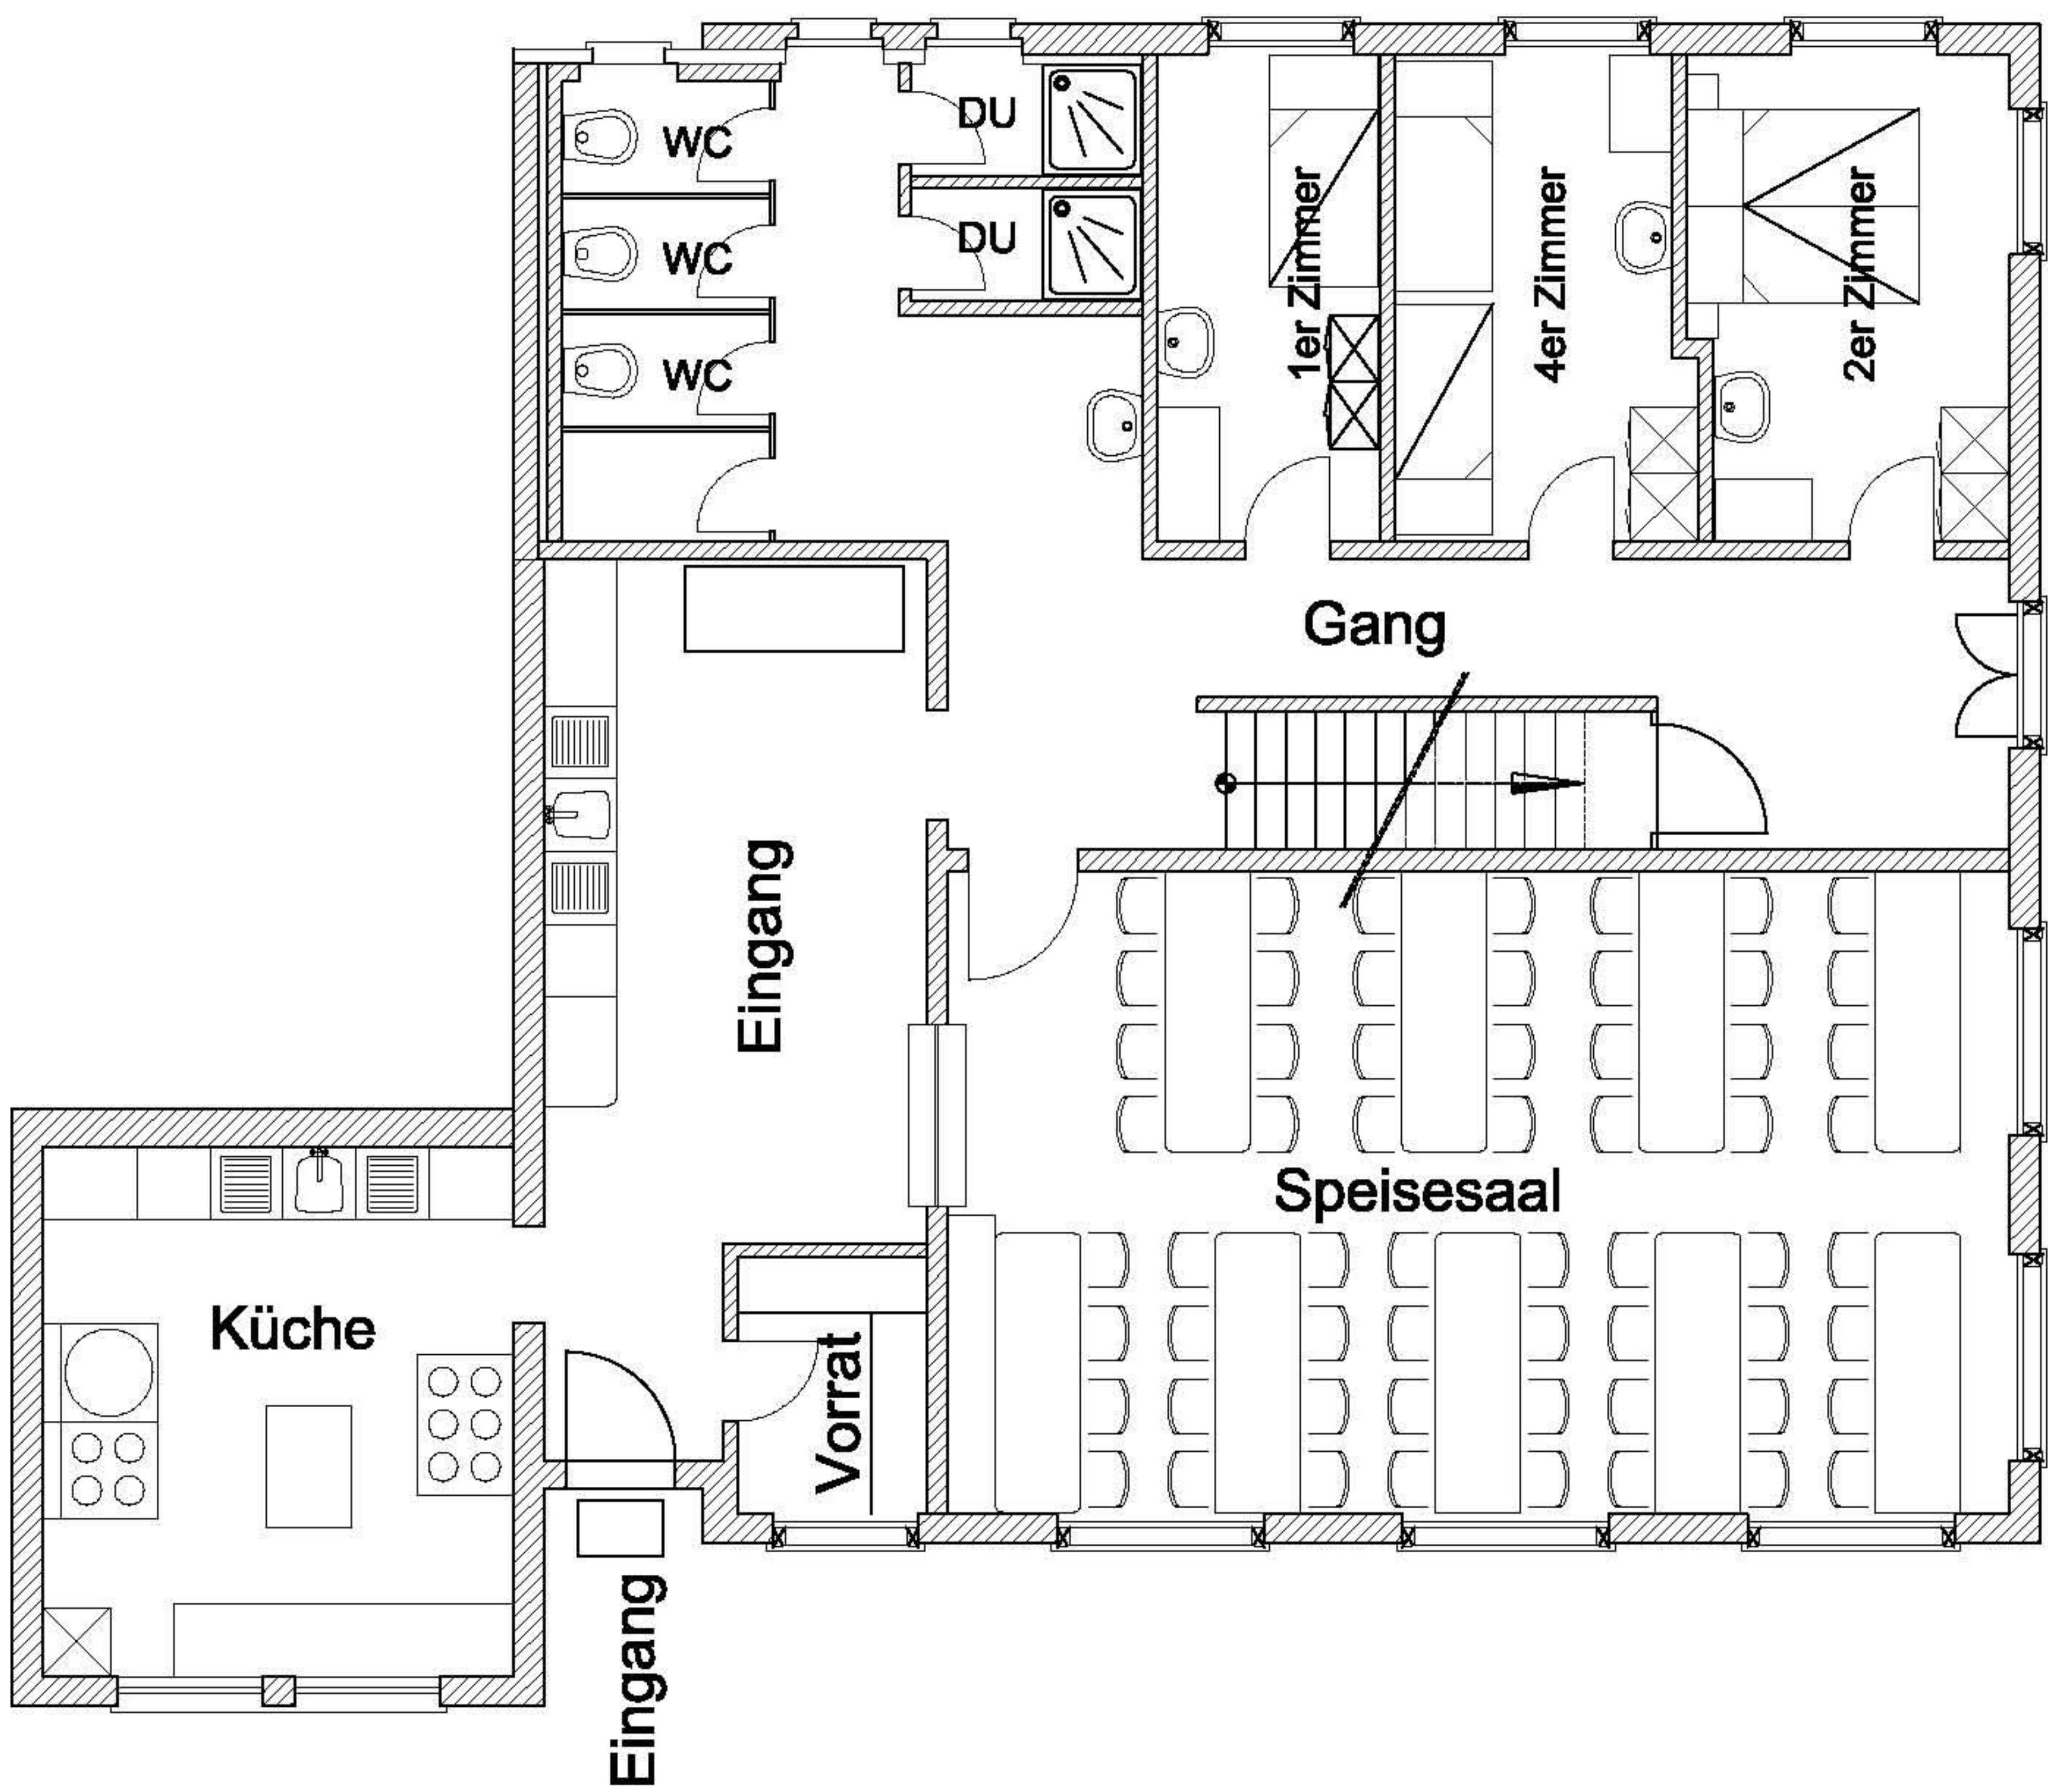 WC
DU
WC
DU
WC
1er Zimmer
4er Zimmer
2er Zimmer
Gang
Eingang
Speisesaal
Küche
Vorrat
Eingang